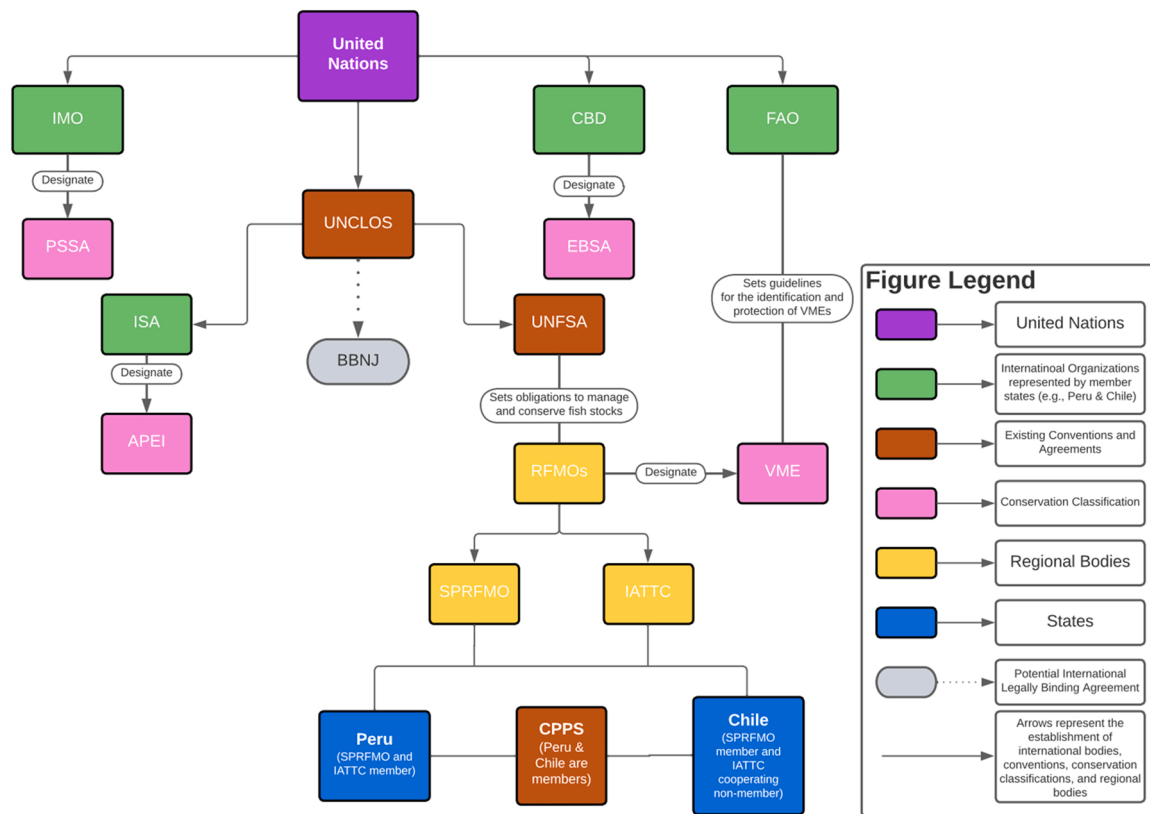 United
Nations
IMO
CBD
FAO
Designate
Designate
PSSA
UNCLOS
EBSA
Sets guidelines
for the identification and
protection of VMEs
ISA
UNFSA
BBNJ
Designate
Sets obligations to manage
and conserve fish stocks
APEI
RFMOs
Designate
VME
SPRFMO
IATTC
Peru
(SPRFMO and
IATTC member)
CPPS
(Peru &
Chile are
members)
Chile
(SPRFMO
member and
IATTC
cooperating
non-member)
Figure Legend
United Nations
Internatinoal Organizations
represented by member
states (e.g., Peru & Chile)
Existing Conventions and
Agreements
Conservation Classification
Regional Bodies
States
Potential International
Legally Binding Agreement
Arrows represent the
establishment of
international bodies,
conventions, conservation
classifications, and regional
bodies